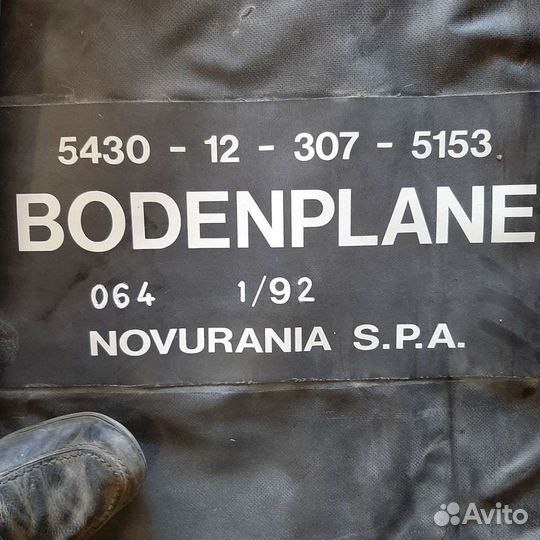 5430 - 12 - 307 - 5153
BODENPLANE
064 1/92
NOVURANIA S.P.A.
Avito